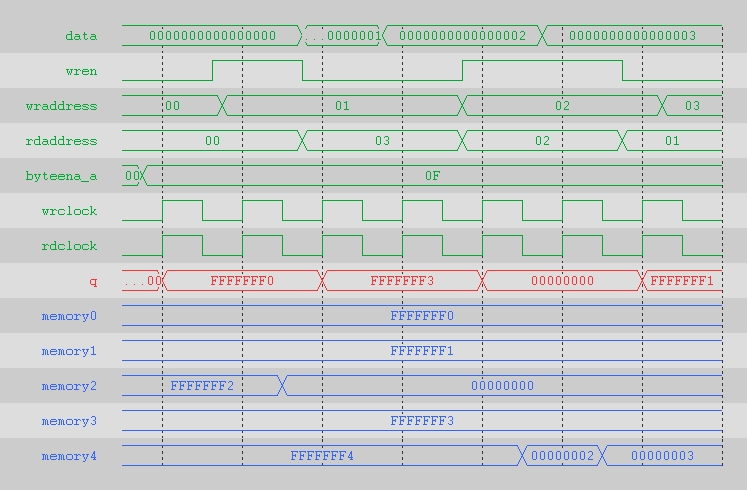 data 0000000000000000 ...0000001 0000000000000002 0000000000000003
wren
wraddress 00 01 02 03
rdaddress 00 03 02 01
byteena_a 00 0F
wrclock
rdclock
q ...00 FFFFFFF0 FFFFFFF3 00000000 FFFFFFF1
memory0 FFFFFFF0
memory1 FFFFFFF1
memory2 FFFFFFF2 00000000
memory3 FFFFFFF3
memory4 FFFFFFF4 00000002 00000003